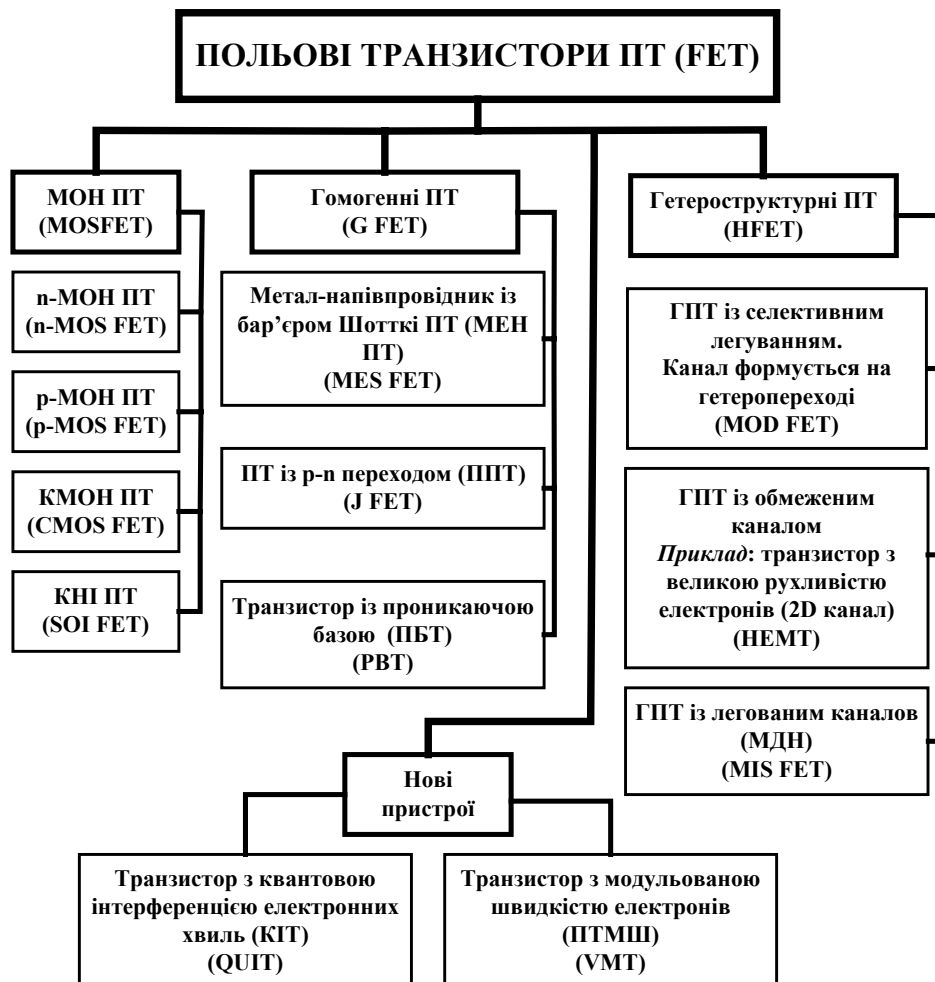 ПОЛЬОВІ ТРАНЗИСТОРИ ПТ (FET)
МОН ПТ
(MOSFET)
n-МОН ПТ
(n-MOS FET)
р-МОН ПТ
(p-MOS FET)
КМОН ПТ
(CMOS FET)
КНІ ПТ
(SOI FET)
Гомогенні ПТ
(G FET)
Метал-напівпровідник із
бар’єром Шотткі ПТ (МЕН
ПТ)
(MES FET)
ПТ із p-n переходом (ППТ)
(J FET)
Транзистор із проникаючою
базою (ПБТ)
(PBT)
Гетероструктурні ПТ
(HFET)
ГПТ із селективним
легуванням.
Канал формується на
гетеропереході
(MOD FET)
ГПТ із обмеженим
каналом
Приклад: транзистор з
великою рухливістю
електронів (2D канал)
(HEMT)
ГПТ із легованим каналов
(МДН)
(MIS FET)
Нові
пристрої
Транзистор з квантовою
інтерференцією електронних
хвиль (КІТ)
(QUIT)
Транзистор з модульованою
швидкістю електронів
(ПТМШ)
(VMT)